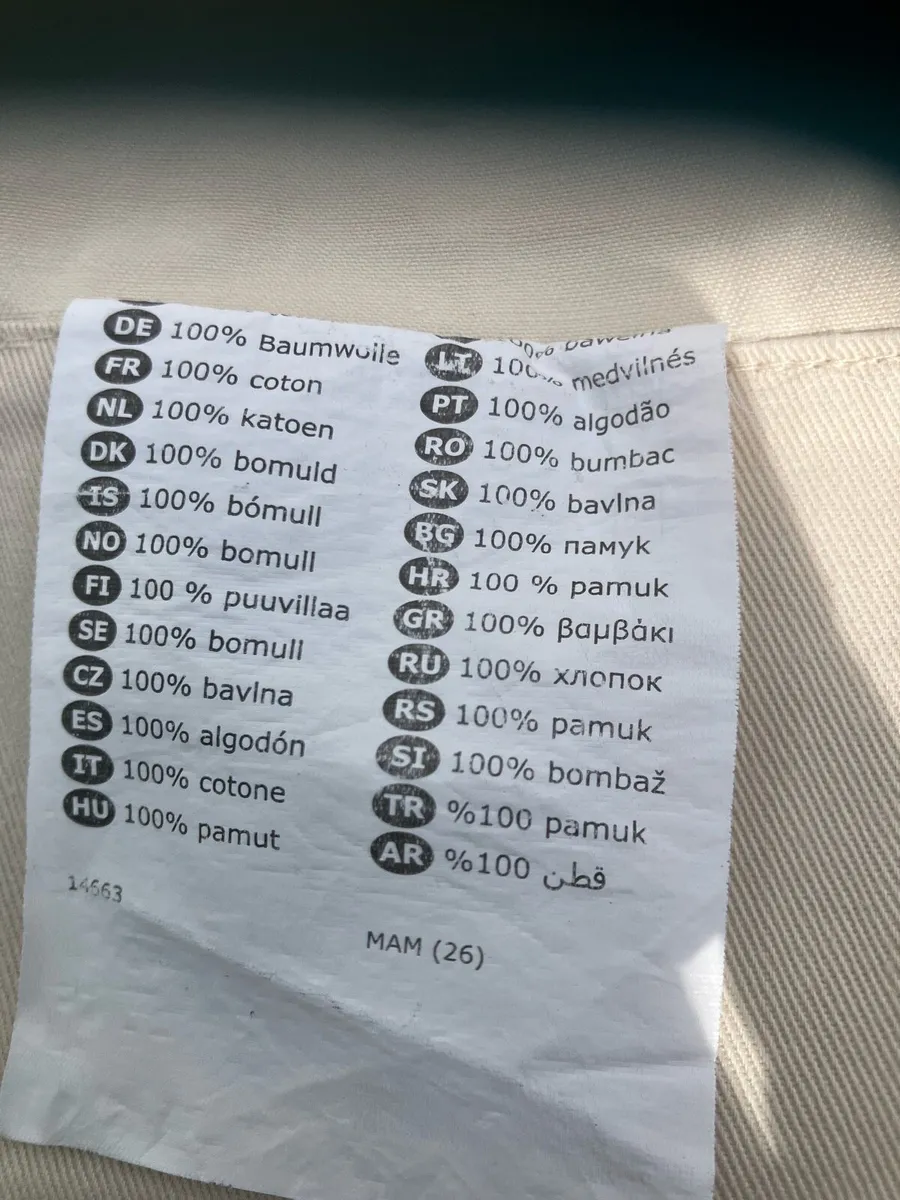 DE 100% Baumwolle
FR 100% coton
NL 100% katoen
DK 100% bomuld
IS 100% bómull
NO 100% bomull
FI 100 % puuvillaa
SE 100% bomull
CZ 100% bavlna
ES 100% algodón
IT 100% cotone
HU 100% pamut
14663
LT 100% medvilnés
PT 100% algodão
RO 100% bumbac
SK 100% bavlna
BG 100% памук
HR 100 % pamuk
GR 100% βαμβάκι
RU 100% хлопок
RS 100% pamuk
SI 100% bombaž
TR %100 pamuk
AR %100 قطن
MAM (26)